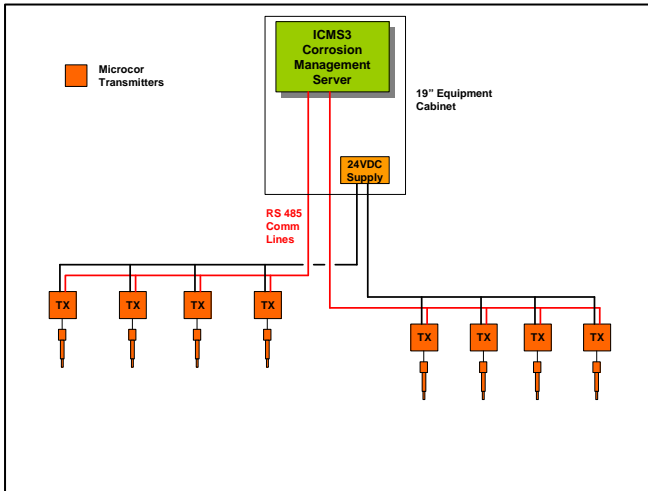 ICMS3
Corrosion
Management
Server
Microcor
Transmitters
19” Equipment
Cabinet
24VDC
Supply
RS 485
Comm
Lines
TX
TX
TX
TX
TX
TX
TX
TX